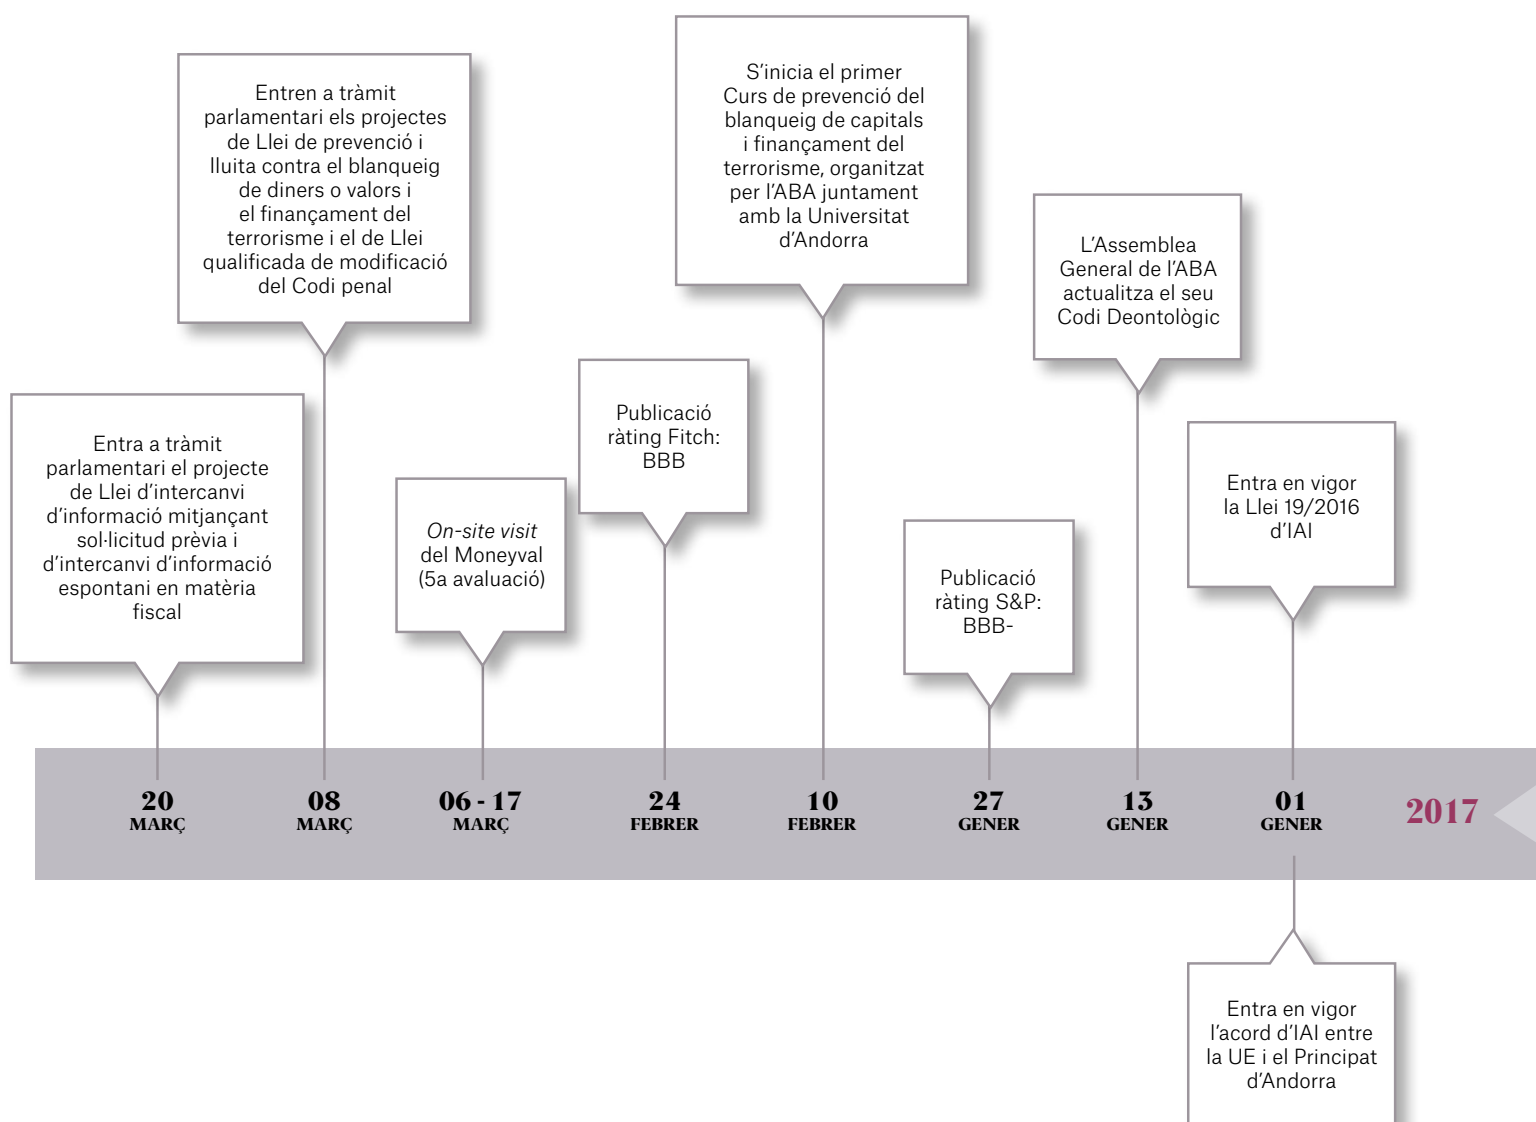 Entra a tràmit
parlamentari el projecte
de Llei d'intercanvi
d'informació mitjançant
sol·licitud prèvia i
d'intercanvi d'informació
espontani en matèria
fiscal
Entren a tràmit
parlamentari els projectes
de Llei de prevenció i
lluita contra el blanqueig
de diners o valors i
el finançament del
terrorisme i el de Llei
qualificada de modificació
del Codi penal
On-site visit
del Moneyval
(5a avaluació)
Publicació
ràting Fitch:
BBB
S'inicia el primer
Curs de prevenció del
blanqueig de capitals
i finançament del
terrorisme, organitzat
per l'ABA juntament
amb la Universitat
d'Andorra
Publicació
ràting S&P:
BBB-
L'Assemblea
General de l'ABA
actualitza el seu
Codi Deontològic
Entra en vigor
la Llei 19/2016
d'IAI
20
MARÇ
08
MARÇ
06 - 17
MARÇ
24
FEBRER
10
FEBRER
27
GENER
13
GENER
01
GENER
2017
Entra en vigor
l'acord d'IAI entre
la UE i el Principat
d'Andorra